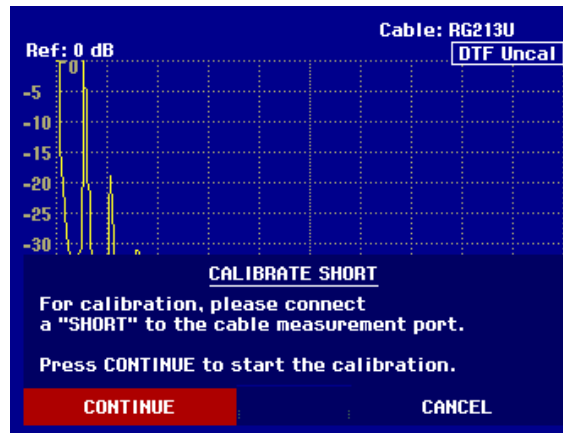 Cable: RG213U
Ref: 0 dB
DTF Uncal
0
-5
-10
-15
-20
-25
-30
CALIBRATE SHORT
For calibration, please connect
a "SHORT" to the cable measurement port.
Press CONTINUE to start the calibration.
CONTINUE
CANCEL